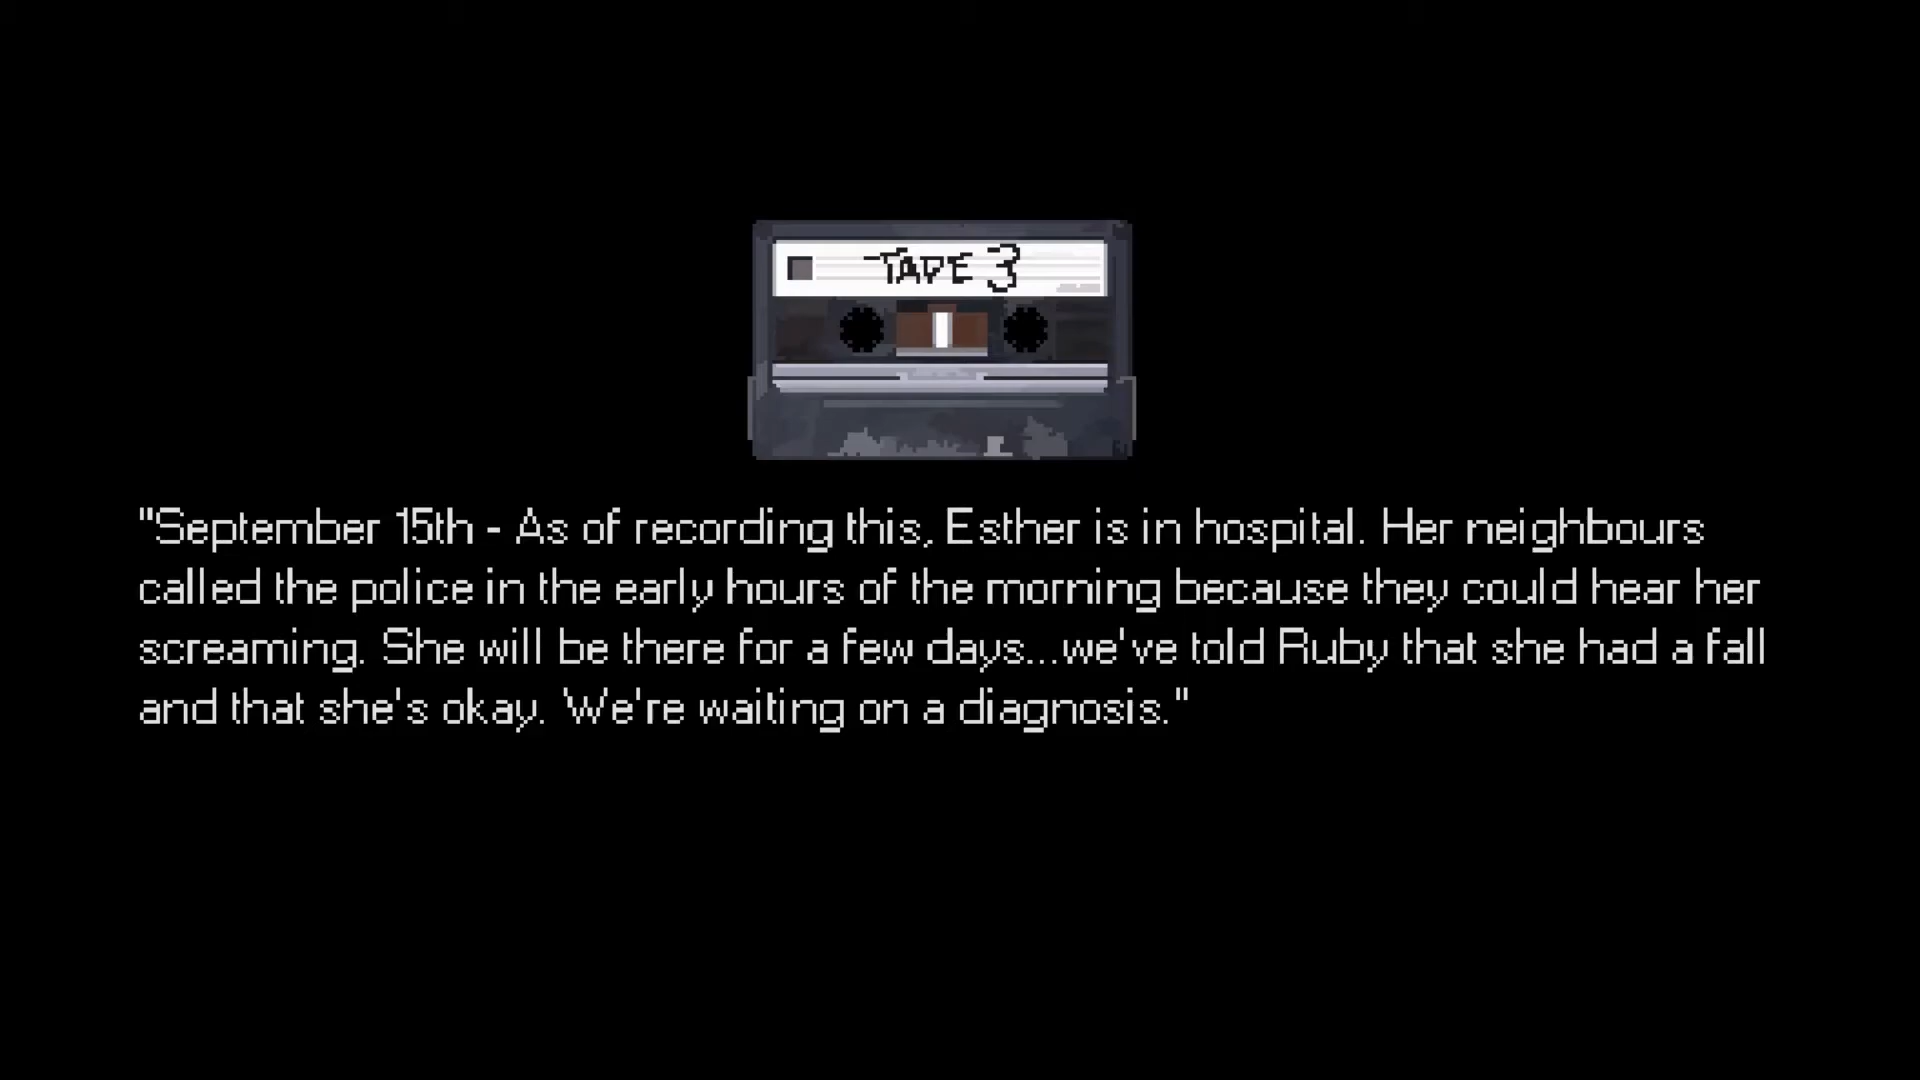 TAPE 3
"September 15th - As of recording this, Esther is in hospital. Her neighbours
called the police in the early hours of the morning because they could hear her
screaming. She will be there for a few days...we've told Ruby that she had a fall
and that she's okay. We're waiting on a diagnosis."